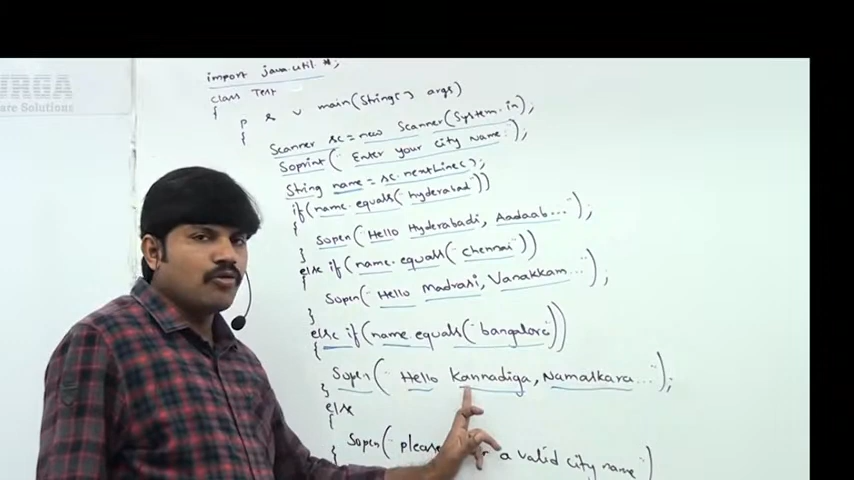 URGA
are Solutions
import java.util.*;
class Test
{
p s v main(String[] args)
{
Scanner sc=new Scanner(System.in);
Soprint("Enter your city name:");
String name=sc.nextLine();
if(name.equals("hyderabad"))
{
Sopln("Hello Hyderabadi, Aadaab...");
}
else if(name.equals("chennai"))
{
Sopln("Hello Madrasi, Vanakkam...");
}
else if(name.equals("bangalore"))
{
Sopln("Hello Kannadiga, Namaskara...");
}
else
{
Sopln("please a valid city name")